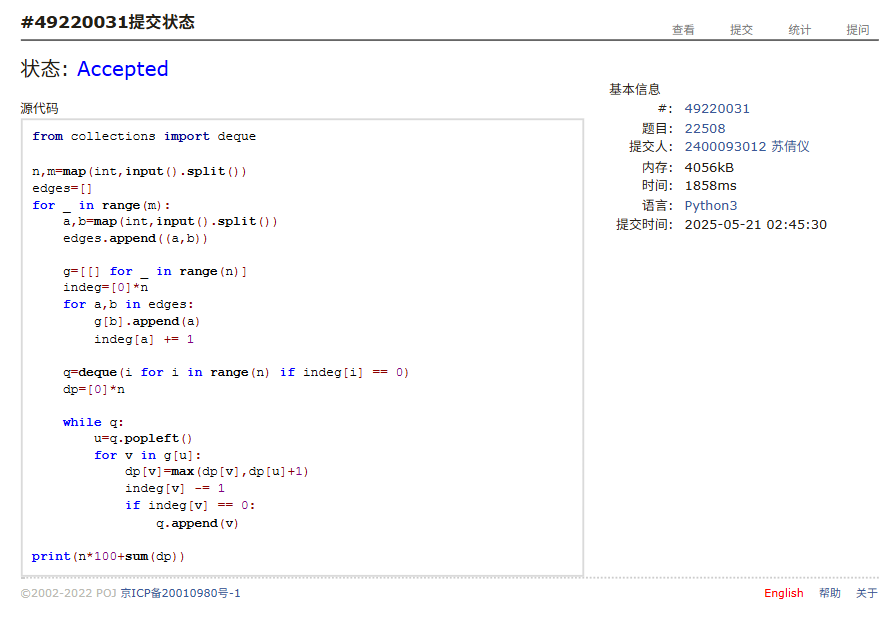 #49220031提交状态
查看 提交 统计 提问
状态: Accepted
源代码
from collections import deque

n,m=map(int,input().split())
edges=[]
for _ in range(m):
    a,b=map(int,input().split())
    edges.append((a,b))

    g=[[] for _ in range(n)]
    indeg=[0]*n
    for a,b in edges:
        g[b].append(a)
        indeg[a] += 1

    q=deque(i for i in range(n) if indeg[i] == 0)
    dp=[0]*n

    while q:
        u=q.popleft()
        for v in g[u]:
            dp[v]=max(dp[v],dp[u]+1)
            indeg[v] -= 1
            if indeg[v] == 0:
                q.append(v)

print(n*100+sum(dp))
基本信息
#: 49220031
题目: 22508
提交人: 2400093012 苏倩仪
内存: 4056kB
时间: 1858ms
语言: Python3
提交时间: 2025-05-21 02:45:30
©2002-2022 POJ 京ICP备20010980号-1
English 帮助 关于